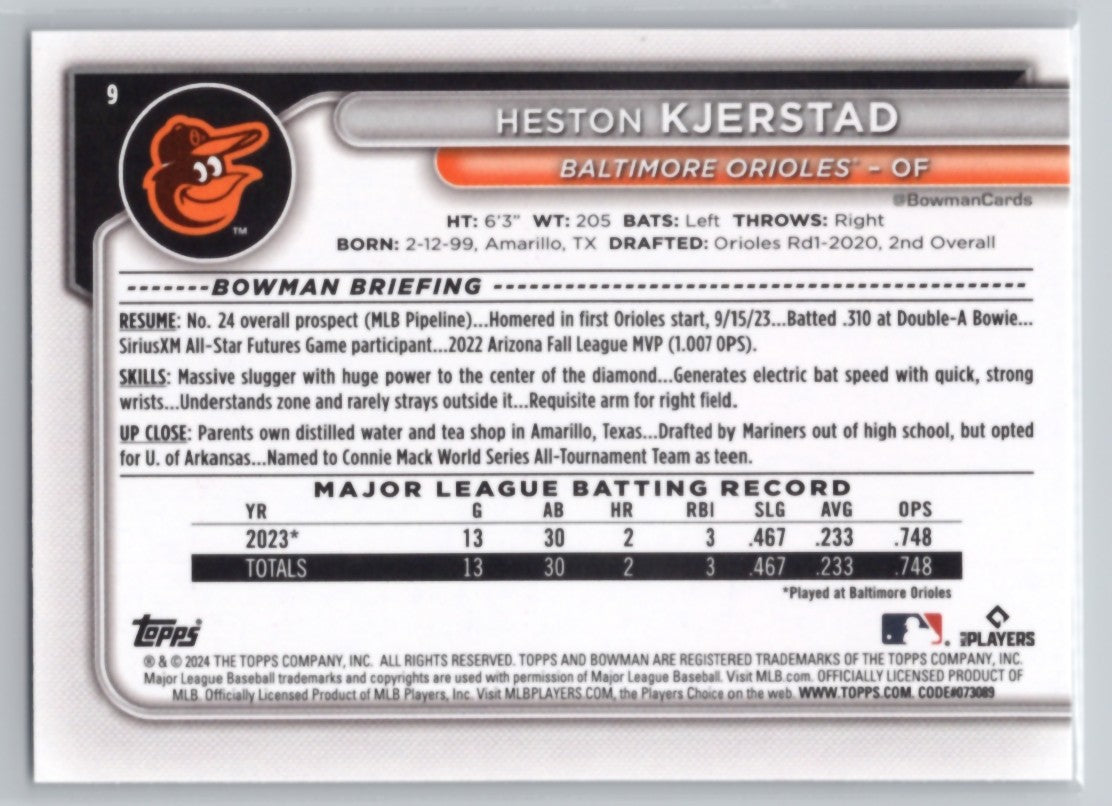 9
HESTON KJERSTAD
BALTIMORE ORIOLES® – OF
@BowmanCards
HT: 6'3" WT: 205 BATS: Left THROWS: Right
BORN: 2-12-99, Amarillo, TX DRAFTED: Orioles Rd1-2020, 2nd Overall
BOWMAN BRIEFING
RESUME: No. 24 overall prospect (MLB Pipeline)...Homered in first Orioles start, 9/15/23...Batted .310 at Double-A Bowie...
SiriusXM All-Star Futures Game participant...2022 Arizona Fall League MVP (1.007 OPS).
SKILLS: Massive slugger with huge power to the center of the diamond...Generates electric bat speed with quick, strong
wrists...Understands zone and rarely strays outside it...Requisite arm for right field.
UP CLOSE: Parents own distilled water and tea shop in Amarillo, Texas...Drafted by Mariners out of high school, but opted
for U. of Arkansas...Named to Connie Mack World Series All-Tournament Team as teen.
MAJOR LEAGUE BATTING RECORD
YR G AB HR RBI SLG AVG OPS
2023* 13 30 2 3 .467 .233 .748
TOTALS 13 30 2 3 .467 .233 .748
*Played at Baltimore Orioles
Topps
MLB PLAYERS
® & © 2024 THE TOPPS COMPANY, INC. ALL RIGHTS RESERVED. TOPPS AND BOWMAN ARE REGISTERED TRADEMARKS OF THE TOPPS COMPANY, INC.
Major League Baseball trademarks and copyrights are used with permission of Major League Baseball. Visit MLB.com. OFFICIALLY LICENSED PRODUCT OF
MLB. Officially Licensed Product of MLB Players, Inc. Visit MLBPLAYERS.COM, the Players Choice on the web. WWW.TOPPS.COM. CODE#073089